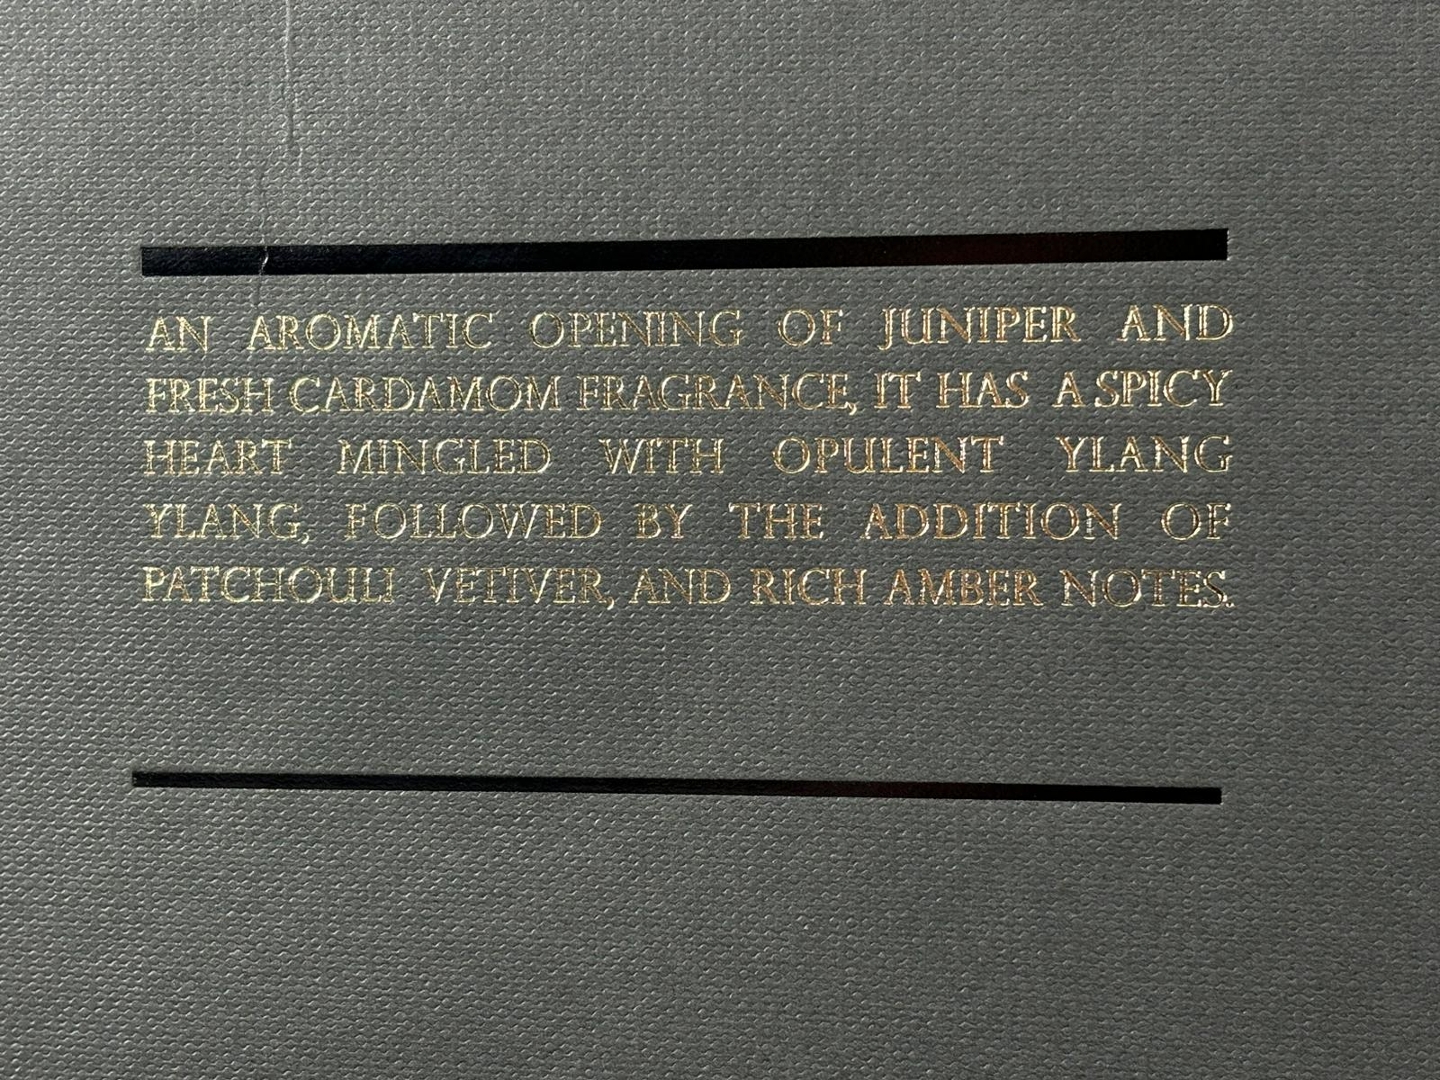 AN AROMATIC OPENING OF JUNIPER AND
FRESH CARDAMOM FRAGRANCE, IT HAS A SPICY
HEART MINGLED WITH OPULENT YLANG
YLANG, FOLLOWED BY THE ADDITION OF
PATCHOULI VETIVER, AND RICH AMBER NOTES.